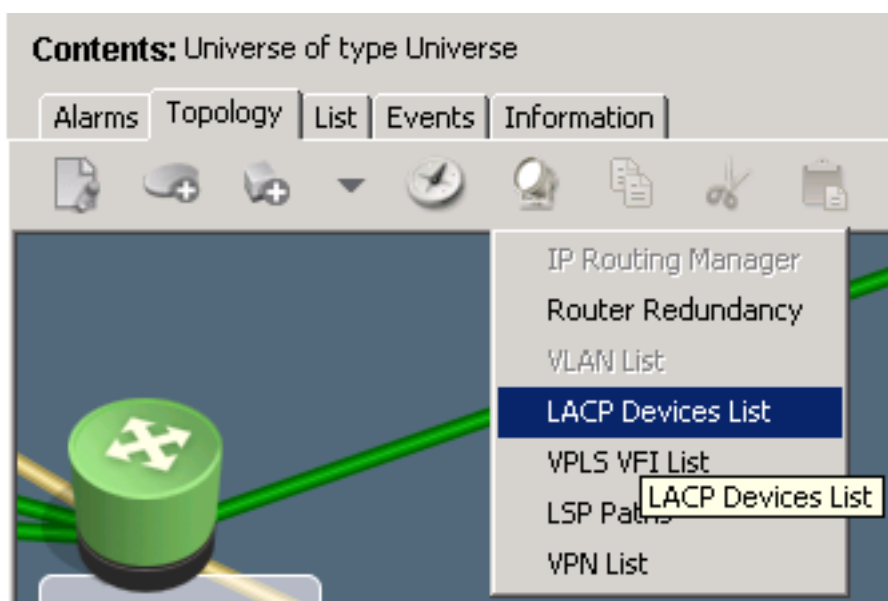 Contents: Universe of type Universe
Alarms Topology List Events Information
IP Routing Manager
Router Redundancy
VLAN List
LACP Devices List
VPLS VFI List
LACP Devices List
LSP Paths
VPN List